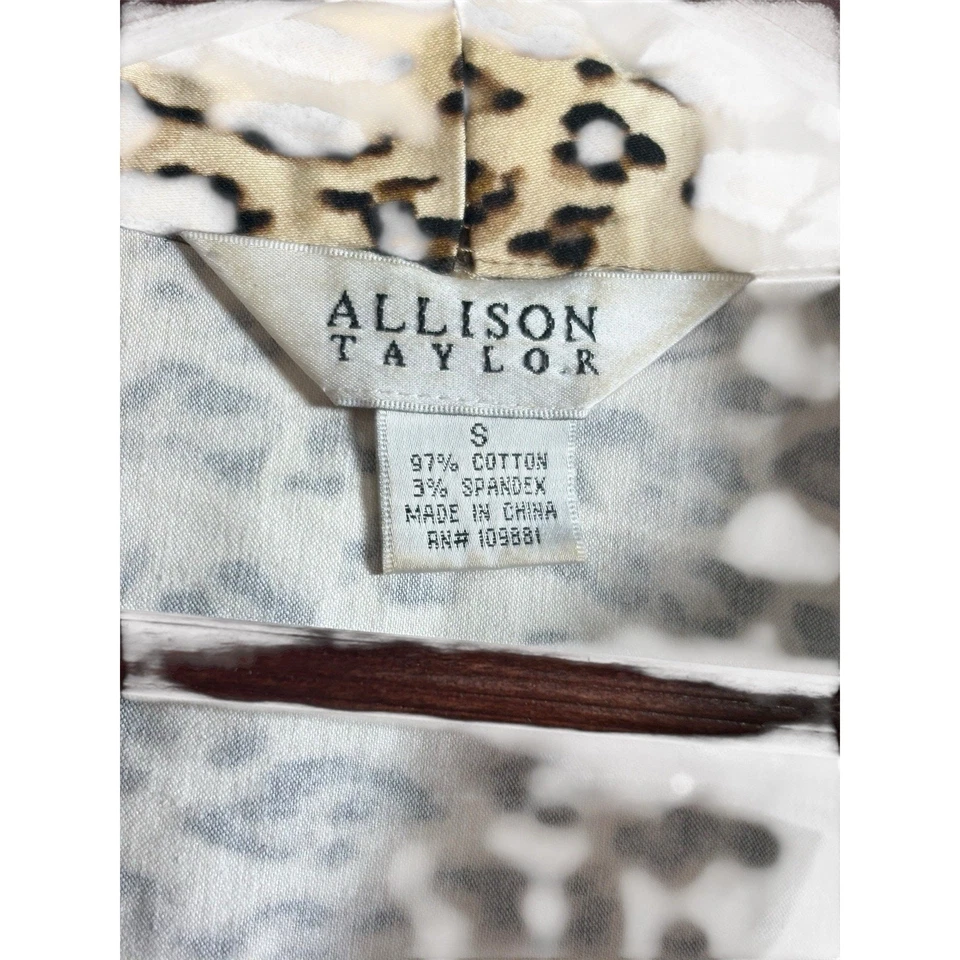 ALLISON
TAYLOR
S
97% COTTON
3% SPANDEX
MADE IN CHINA
RN# 109881